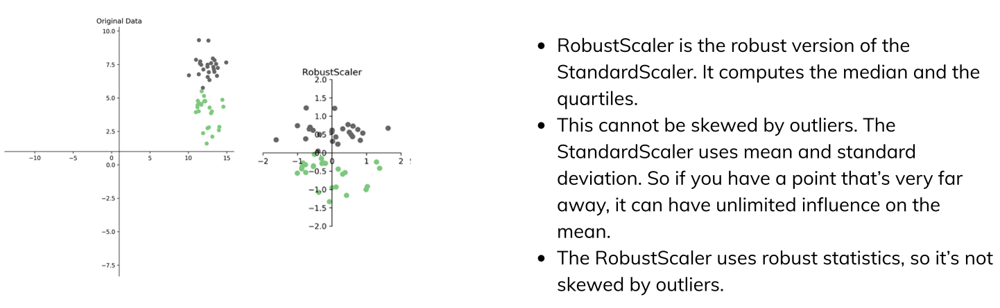 Original Data
10.0
7.5
5.0
2.5
−10
−5
0
5
10
15
0.0
−2.5
−5.0
−7.5
RobustScaler
2.0
1.5
1.0
0.5
0.0
−2
−1
0
1
2
−0.5
−1.0
−1.5
−2.0
• RobustScaler is the robust version of the
StandardScaler. It computes the median and the
quartiles.
• This cannot be skewed by outliers. The
StandardScaler uses mean and standard
deviation. So if you have a point that’s very far
away, it can have unlimited influence on the
mean.
• The RobustScaler uses robust statistics, so it’s not
skewed by outliers.